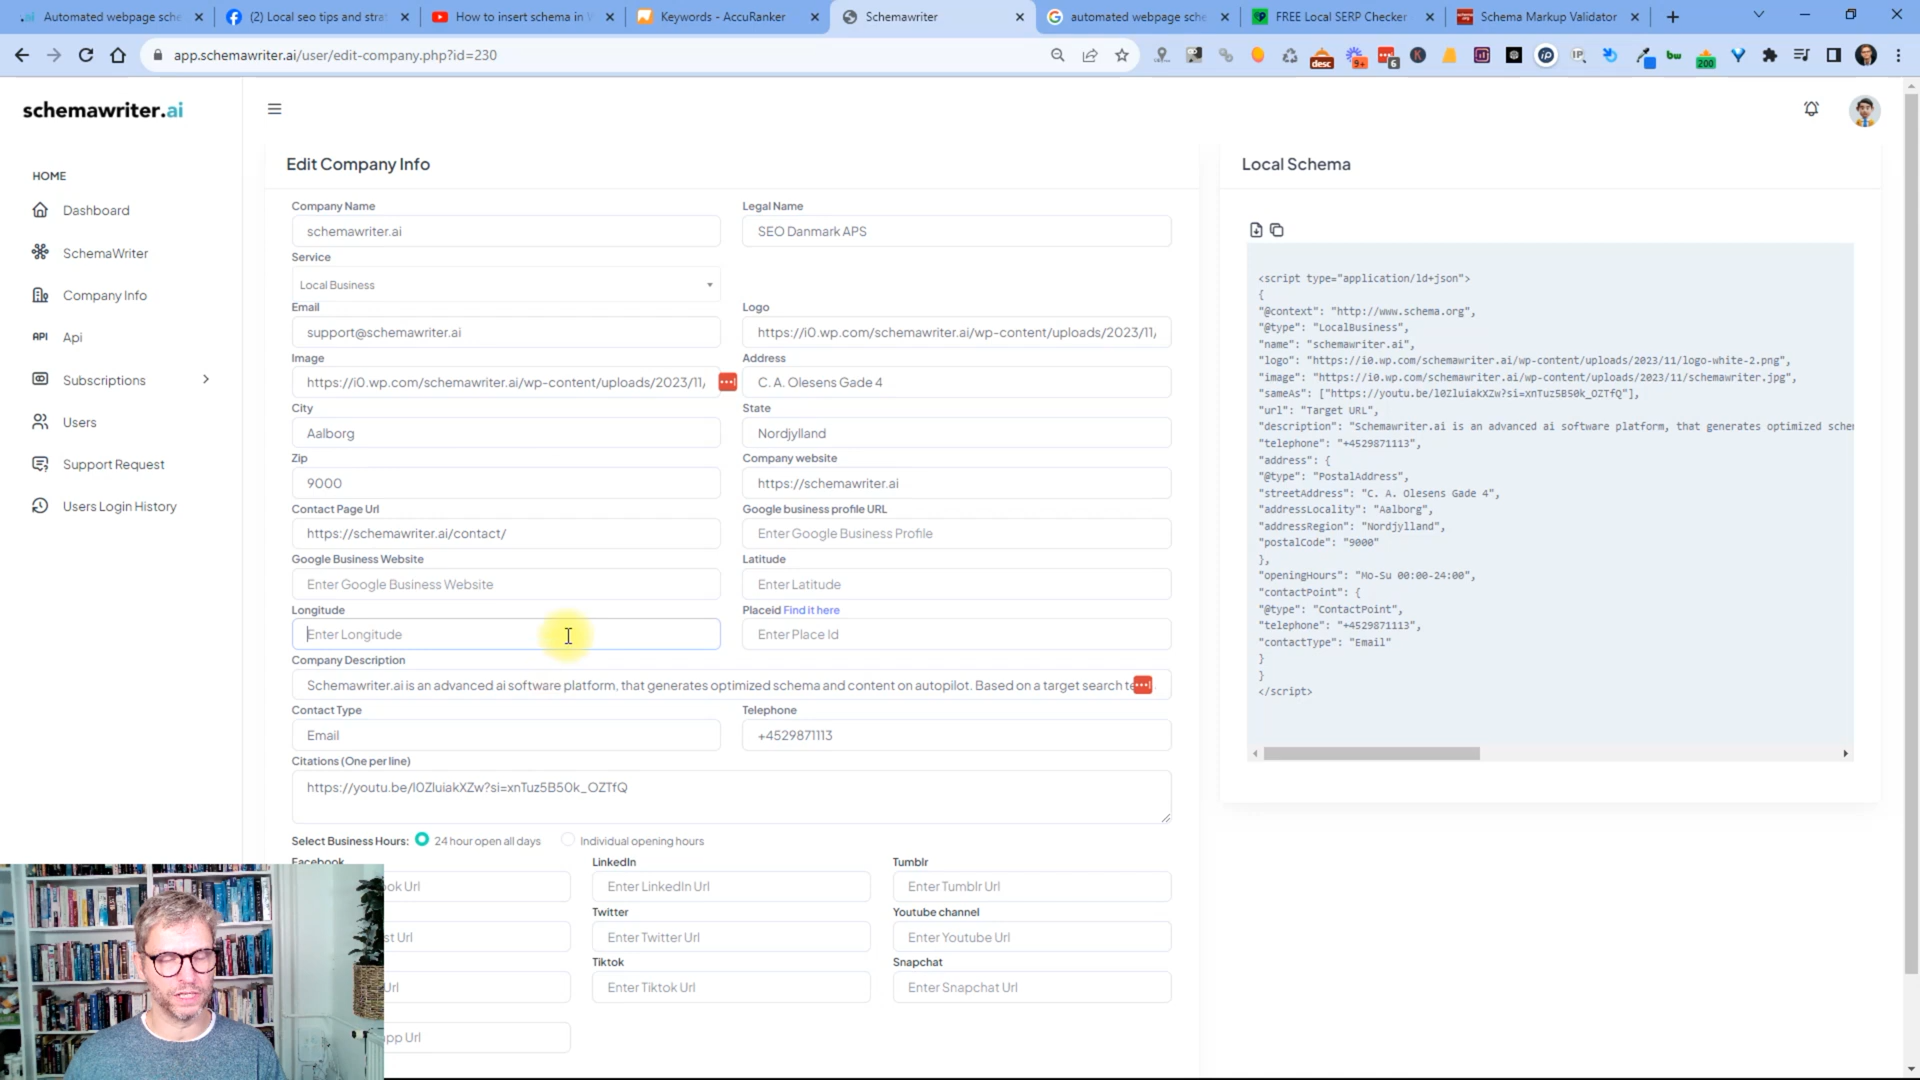 Automated webpage sche
(2) Local seo tips and strat
How to insert schema in W
Keywords - AccuRanker
Schemawriter
automated webpage sche
FREE Local SERP Checker
Schema Markup Validator
app.schemawriter.ai/user/edit-company.php?id=230
schemawriter.ai
HOME
Dashboard
SchemaWriter
Company Info
API Api
Subscriptions
Users
Support Request
Users Login History
Edit Company Info
Company Name
schemawriter.ai
Legal Name
SEO Danmark APS
Service
Local Business
Email
support@schemawriter.ai
Logo
https://i0.wp.com/schemawriter.ai/wp-content/uploads/2023/11/
Image
https://i0.wp.com/schemawriter.ai/wp-content/uploads/2023/11/
Address
C. A. Olesens Gade 4
City
Aalborg
State
Nordjylland
Zip
9000
Company website
https://schemawriter.ai
Contact Page Url
https://schemawriter.ai/contact/
Google business profile URL
Enter Google Business Profile
Google Business Website
Enter Google Business Website
Latitude
Enter Latitude
Longitude
Enter Longitude
Placeid Find it here
Enter Place Id
Company Description
Schemawriter.ai is an advanced ai software platform, that generates optimized schema and content on autopilot. Based on a target search te
Contact Type
Email
Telephone
+4529871113
Citations (One per line)
https://youtu.be/l0ZluiakXZw?si=xnTuz5B50k_OZTfQ
Select Business Hours: 24 hour open all days Individual opening hours
Facebook
ok Url
LinkedIn
Enter LinkedIn Url
Tumblr
Enter Tumblr Url
st Url
Twitter
Enter Twitter Url
Youtube channel
Enter Youtube Url
Url
Tiktok
Enter Tiktok Url
Snapchat
Enter Snapchat Url
pp Url
Local Schema
<script type="application/ld+json">
{
"@context": "http://www.schema.org",
"@type": "LocalBusiness",
"name": "schemawriter.ai",
"logo": "https://i0.wp.com/schemawriter.ai/wp-content/uploads/2023/11/logo-white-2.png",
"image": "https://i0.wp.com/schemawriter.ai/wp-content/uploads/2023/11/schemawriter.jpg",
"sameAs": ["https://youtu.be/l0ZluiakXZw?si=xnTuz5B50k_OZTfQ"],
"url": "Target URL",
"description": "Schemawriter.ai is an advanced ai software platform, that generates optimized sche
"telephone": "+4529871113",
"address": {
"@type": "PostalAddress",
"streetAddress": "C. A. Olesens Gade 4",
"addressLocality": "Aalborg",
"addressRegion": "Nordjylland",
"postalCode": "9000"
},
"openingHours": "Mo-Su 00:00-24:00",
"contactPoint": {
"@type": "ContactPoint",
"telephone": "+4529871113",
"contactType": "Email"
}
}
</script>